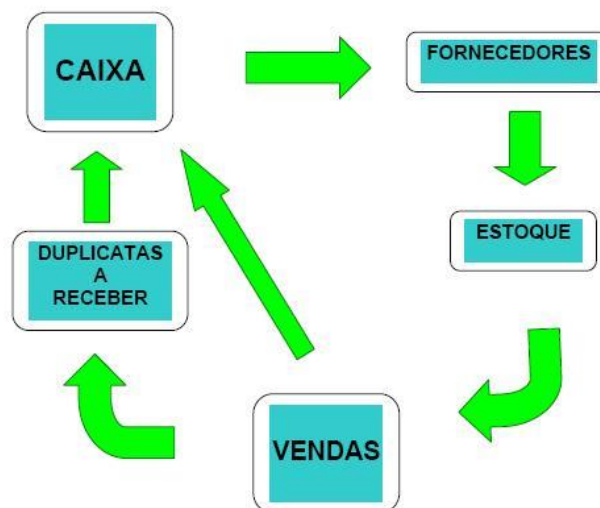 CAIXA
FORNECEDORES
ESTOQUE
DUPLICATAS
A
RECEBER
VENDAS